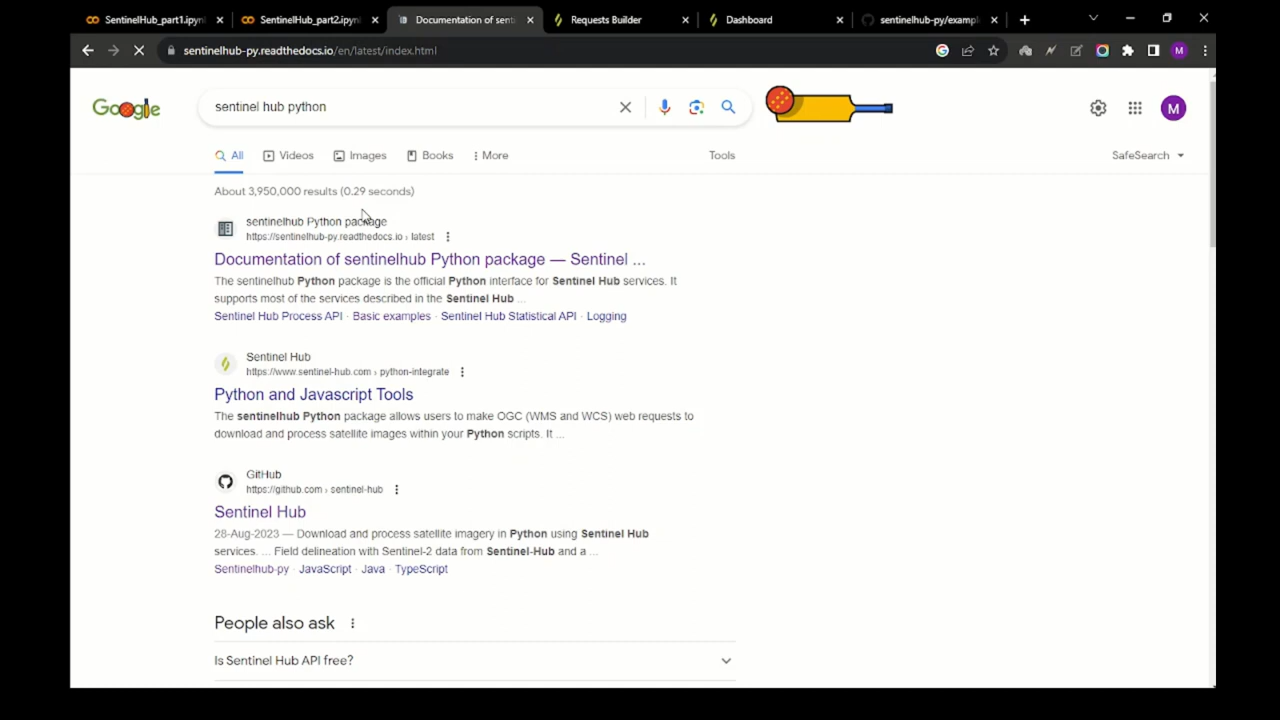 SentinelHub_part1.ipyn
SentinelHub_part2.ipyn
Documentation of senti
Requests Builder
Dashboard
sentinelhub-py/exampl
sentinelhub-py.readthedocs.io/en/latest/index.html
M
Google
sentinel hub python
M
All
Videos
Images
Books
More
Tools
SafeSearch
About 3,950,000 results (0.29 seconds)
sentinelhub Python package
https://sentinelhub-py.readthedocs.io › latest
Documentation of sentinelhub Python package — Sentinel ...
The sentinelhub Python package is the official Python interface for Sentinel Hub services. It
supports most of the services described in the Sentinel Hub ...
Sentinel Hub Process API · Basic examples · Sentinel Hub Statistical API · Logging
Sentinel Hub
https://www.sentinel-hub.com › python-integrate
Python and Javascript Tools
The sentinelhub Python package allows users to make OGC (WMS and WCS) web requests to
download and process satellite images within your Python scripts. It ...
GitHub
https://github.com › sentinel-hub
Sentinel Hub
28-Aug-2023 — Download and process satellite imagery in Python using Sentinel Hub
services. ... Field delineation with Sentinel-2 data from Sentinel-Hub and a ...
Sentinelhub-py · JavaScript · Java · TypeScript
People also ask
Is Sentinel Hub API free?